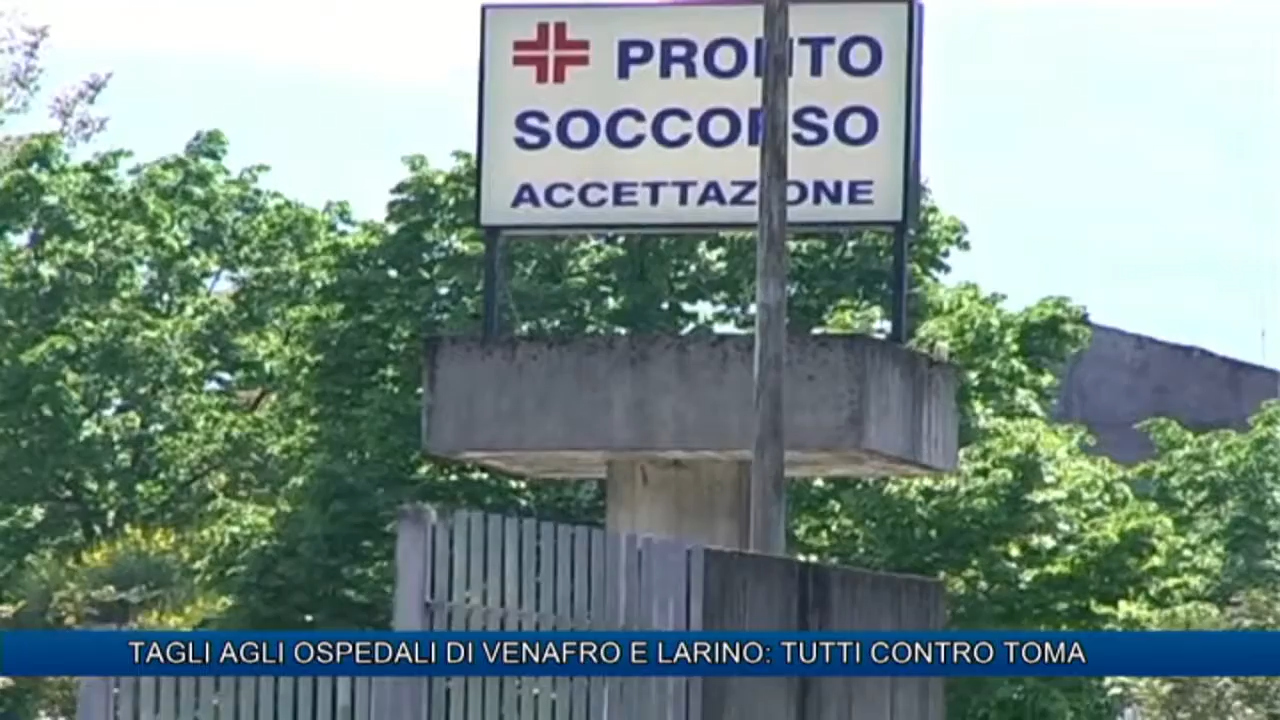 PRONTO
SOCCORSO
ACCETTAZIONE
TAGLI AGLI OSPEDALI DI VENAFRO E LARINO: TUTTI CONTRO TOMA